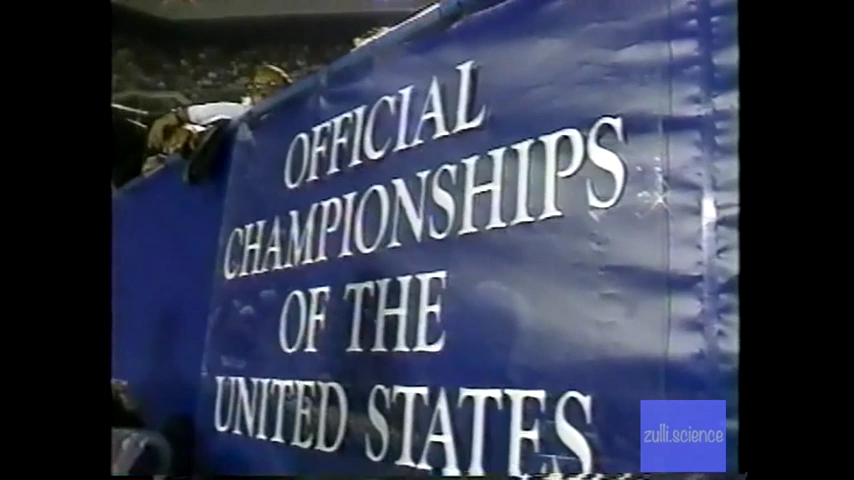 OFFICIAL
CHAMPIONSHIPS
OF THE
UNITED STATES
zulli.science